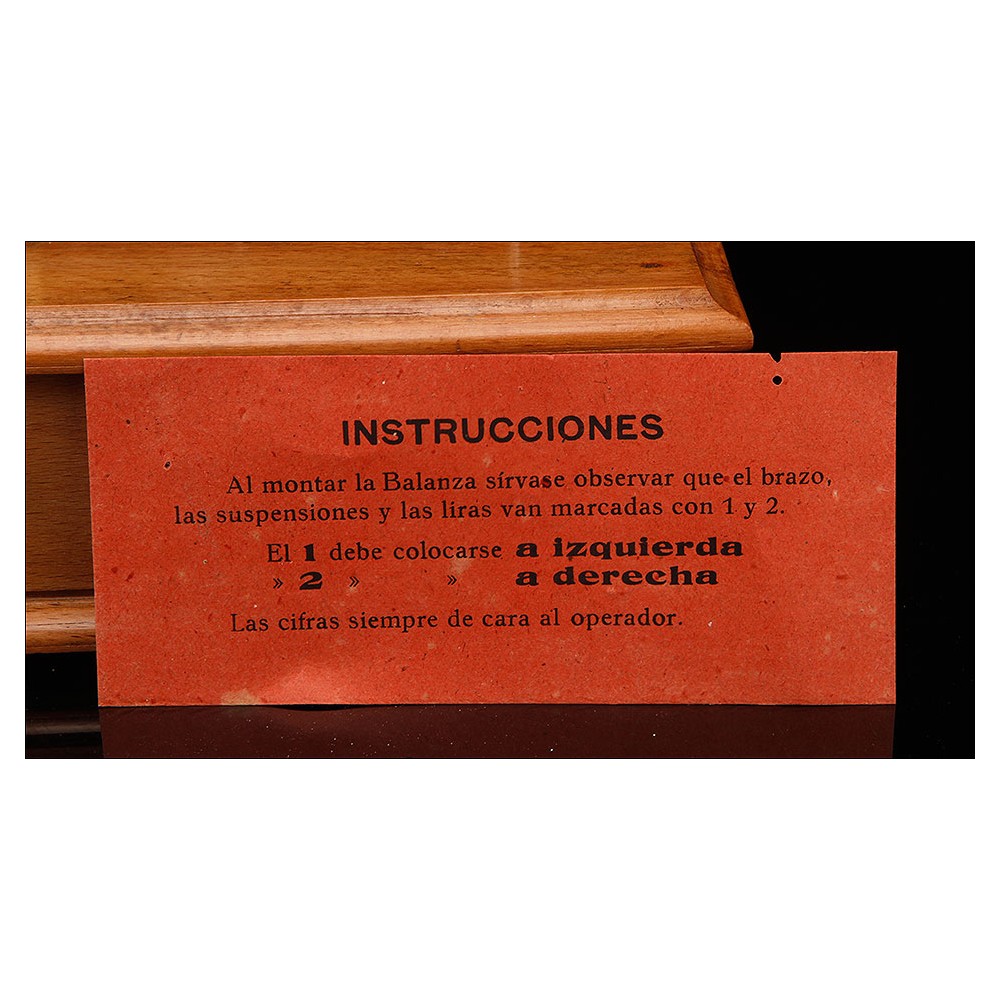 INSTRUCCIONES
Al montar la Balanza sírvase observar que el brazo,
las suspensiones y las liras van marcadas con 1 y 2.
El 1 debe colocarse a izquierda
» 2 » » a derecha
Las cifras siempre de cara al operador.